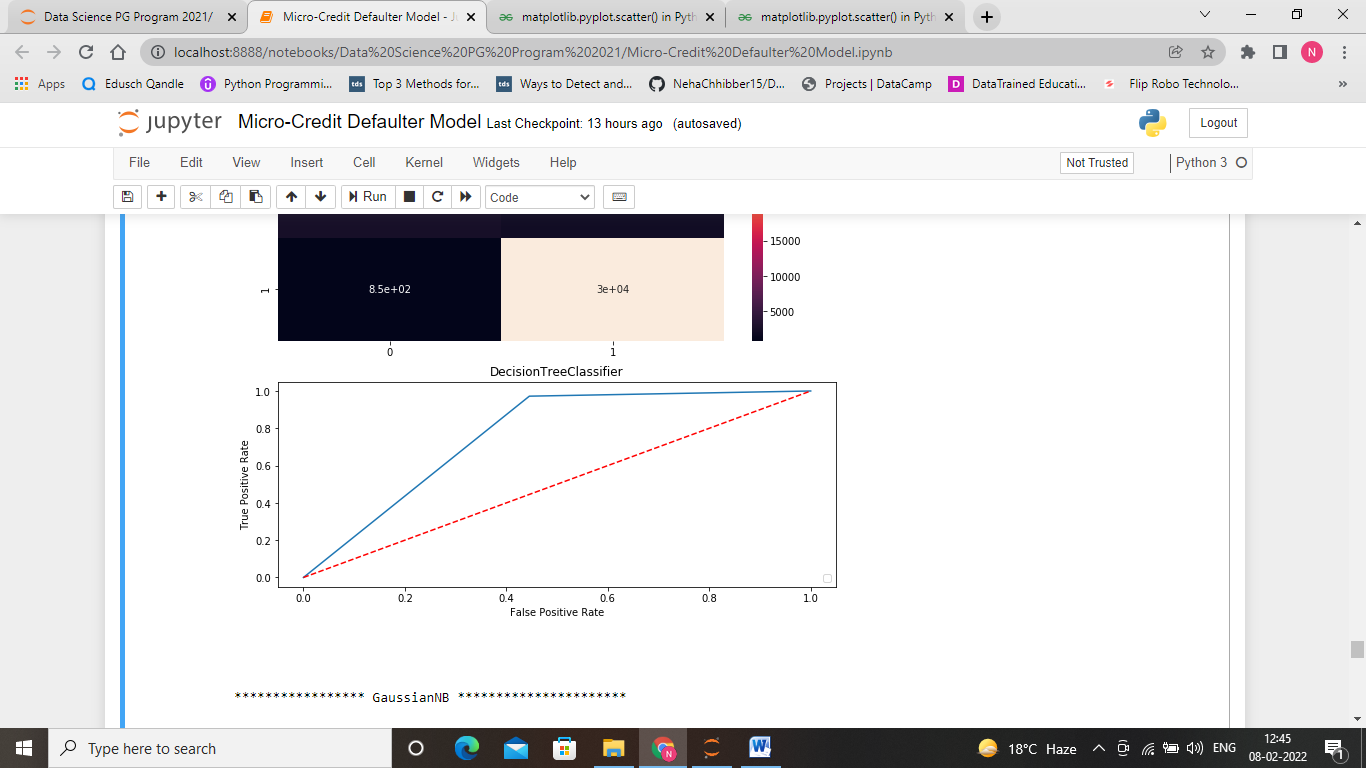 Data Science PG Program 2021/
Micro-Credit Defaulter Model - Ju
matplotlib.pyplot.scatter() in Pyth
matplotlib.pyplot.scatter() in Pyth
localhost:8888/notebooks/Data%20Science%20PG%20Program%202021/Micro-Credit%20Defaulter%20Model.ipynb
N
Apps
Edusch Qandle
Python Programmi...
tds Top 3 Methods for...
tds Ways to Detect and...
NehaChhibber15/D...
Projects | DataCamp
D DataTrained Educati...
Flip Robo Technolo...
»
jupyter Micro-Credit Defaulter Model Last Checkpoint: 13 hours ago (autosaved)
Logout
File Edit View Insert Cell Kernel Widgets Help
Not Trusted
Python 3
Run
Code
15000
10000
5000
1
8.5e+02
3e+04
0 1
DecisionTreeClassifier
1.0
0.8
0.6
0.4
0.2
0.0
True Positive Rate
0.0 0.2 0.4 0.6 0.8 1.0
False Positive Rate
***************** GaussianNB **********************
Type here to search
N
W
18°C Haze
ENG
12:45
08-02-2022
1